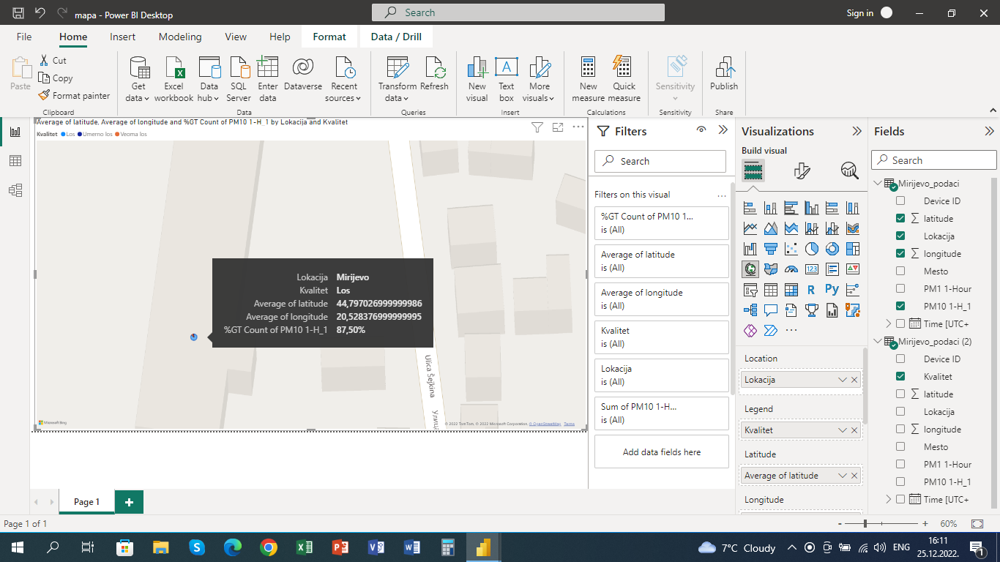 mapa - Power BI Desktop
Search
Sign in
File
Home
Insert
Modeling
View
Help
Format
Data / Drill
Paste
Cut
Copy
Format painter
Clipboard
Get data
Excel workbook
Data hub
SQL Server
Enter data
Dataverse
Recent sources
Data
Transform data
Refresh
Queries
New visual
Text box
More visuals
Insert
New measure
Quick measure
Calculations
Sensitivity
Sensitivity
Publish
Share
Average of latitude, Average of longitude and %GT Count of PM10 1-H_1 by Lokacija and Kvalitet
Kvalitet Los Umerno los Veoma los
Lokacija Mirijevo
Kvalitet Los
Average of latitude 44,797026999999986
Average of longitude 20,528376999999995
%GT Count of PM10 1-H_1 87,50%
Ulica Šejkina
Улица
Microsoft Bing
© 2022 TomTom, © 2022 Microsoft Corporation, © OpenStreetMap Terms
Page 1
Page 1 of 1
Filters
Search
Filters on this visual
%GT Count of PM10 1...
is (All)
Average of latitude
is (All)
Average of longitude
is (All)
Kvalitet
is (All)
Lokacija
is (All)
Sum of PM10 1-H...
is (All)
Add data fields here
Visualizations
Build visual
123
R
Py
Location
Lokacija
Legend
Kvalitet
Latitude
Average of latitude
Longitude
Fields
Search
Mirijevo_podaci
Device ID
latitude
Lokacija
longitude
Mesto
PM1 1-Hour
PM10 1-H_1
Time [UTC+
Mirijevo_podaci (2)
Device ID
Kvalitet
latitude
Lokacija
longitude
Mesto
PM1 1-Hour
PM10 1-H_1
Time [UTC+
60%
7°C Cloudy
ENG
16:11
25.12.2022.
1